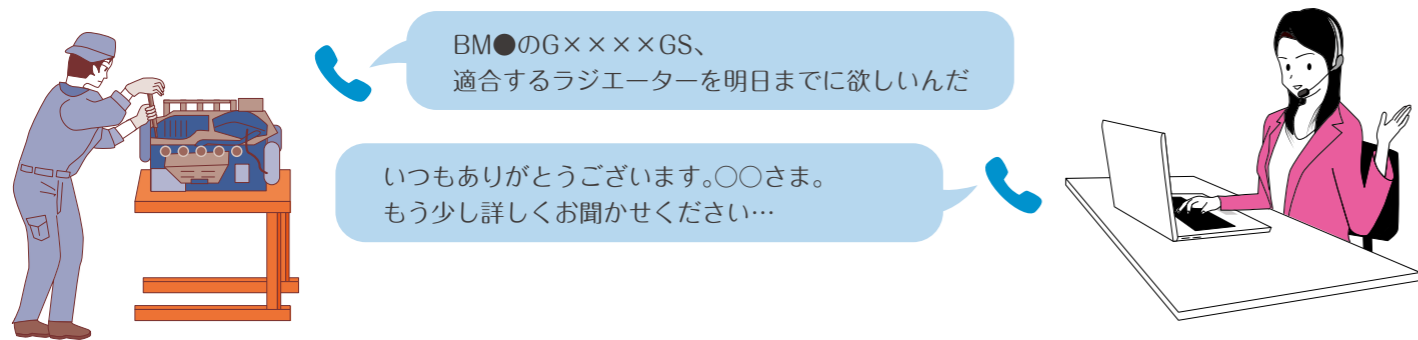 BM●のG××××GS、
適合するラジエーターを明日までに欲しいんだ
いつもありがとうございます。○○さま。
もう少し詳しくお聞かせください…